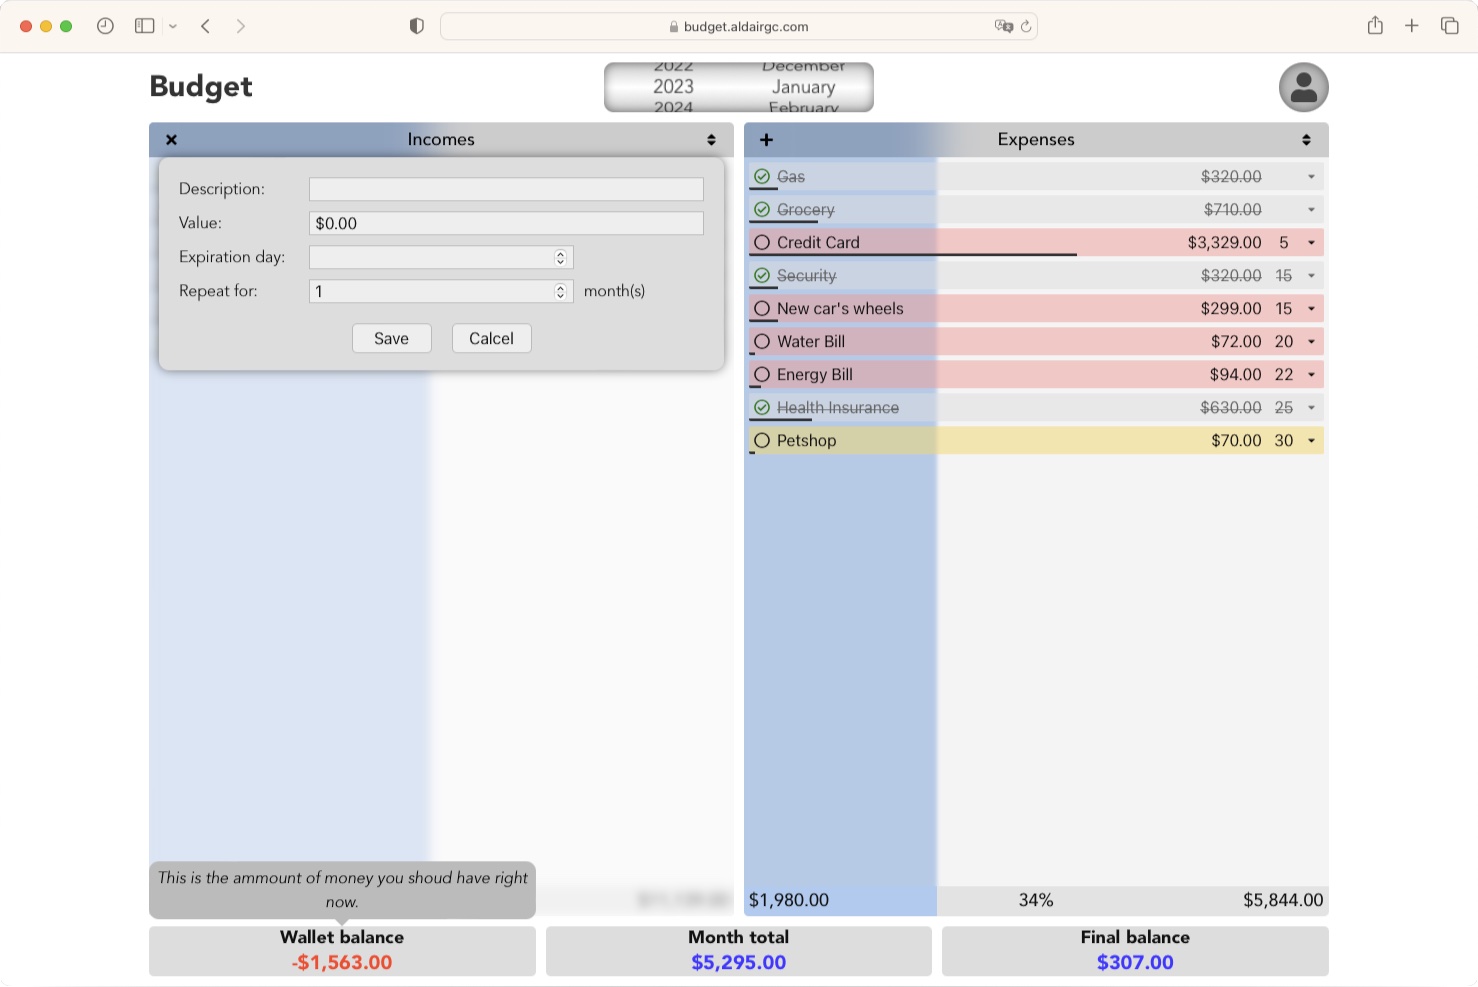 budget.aldairgc.com
Budget
2022 December
2023 January
2024 February
Incomes
Description:
Value: $0.00
Expiration day:
Repeat for: 1 month(s)
Save Calcel
Expenses
Gas $320.00
Grocery $710.00
Credit Card $3,329.00 5
Security $320.00 15
New car's wheels $299.00 15
Water Bill $72.00 20
Energy Bill $94.00 22
Health Insurance $630.00 25
Petshop $70.00 30
This is the ammount of money you shoud have right
now.
$1,980.00 34% $5,844.00
Wallet balance Month total Final balance
-$1,563.00 $5,295.00 $307.00